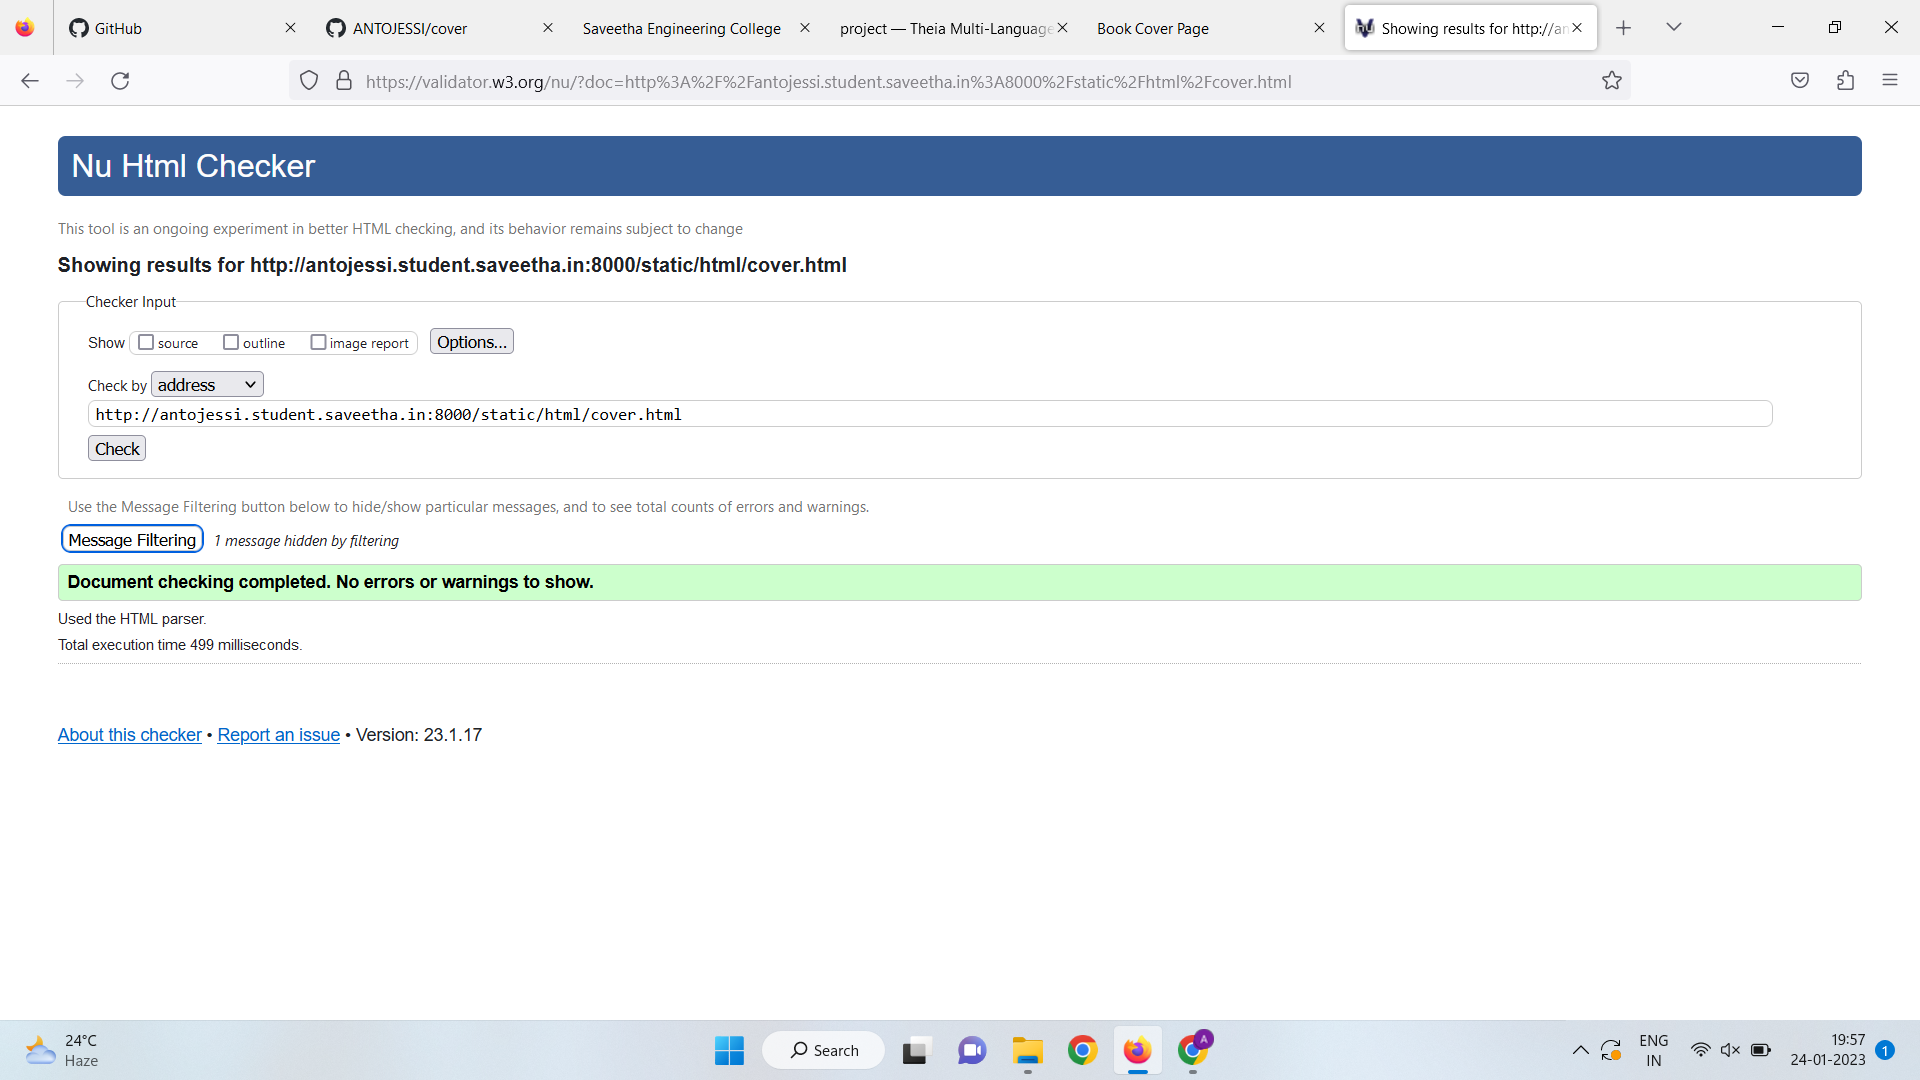 GitHub
ANTOJESSI/cover
Saveetha Engineering College
project — Theia Multi-Language
Book Cover Page
Showing results for http://an
https://validator.w3.org/nu/?doc=http%3A%2F%2Fantojessi.student.saveetha.in%3A8000%2Fstatic%2Fhtml%2Fcover.html
Nu Html Checker
This tool is an ongoing experiment in better HTML checking, and its behavior remains subject to change
Showing results for http://antojessi.student.saveetha.in:8000/static/html/cover.html
Checker Input
Show source outline image report Options...
Check by address
http://antojessi.student.saveetha.in:8000/static/html/cover.html
Check
Use the Message Filtering button below to hide/show particular messages, and to see total counts of errors and warnings.
Message Filtering 1 message hidden by filtering
Document checking completed. No errors or warnings to show.
Used the HTML parser.
Total execution time 499 milliseconds.
About this checker • Report an issue • Version: 23.1.17
24°C
Haze
Search
A
ENG
IN
19:57
24-01-2023
1